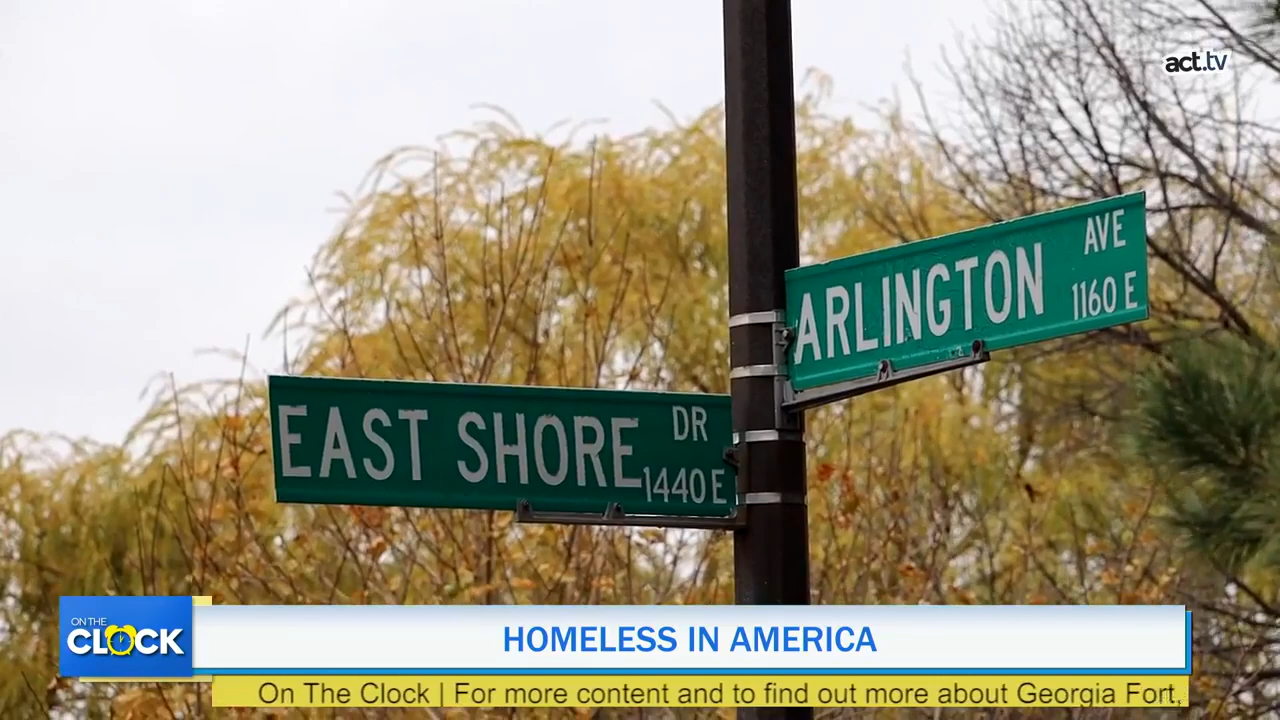 act.tv
AVE
ARLINGTON
1160 E
DR
EAST SHORE
1440 E
ON THE
CLOCK
HOMELESS IN AMERICA
On The Clock | For more content and to find out more about Georgia Fort,